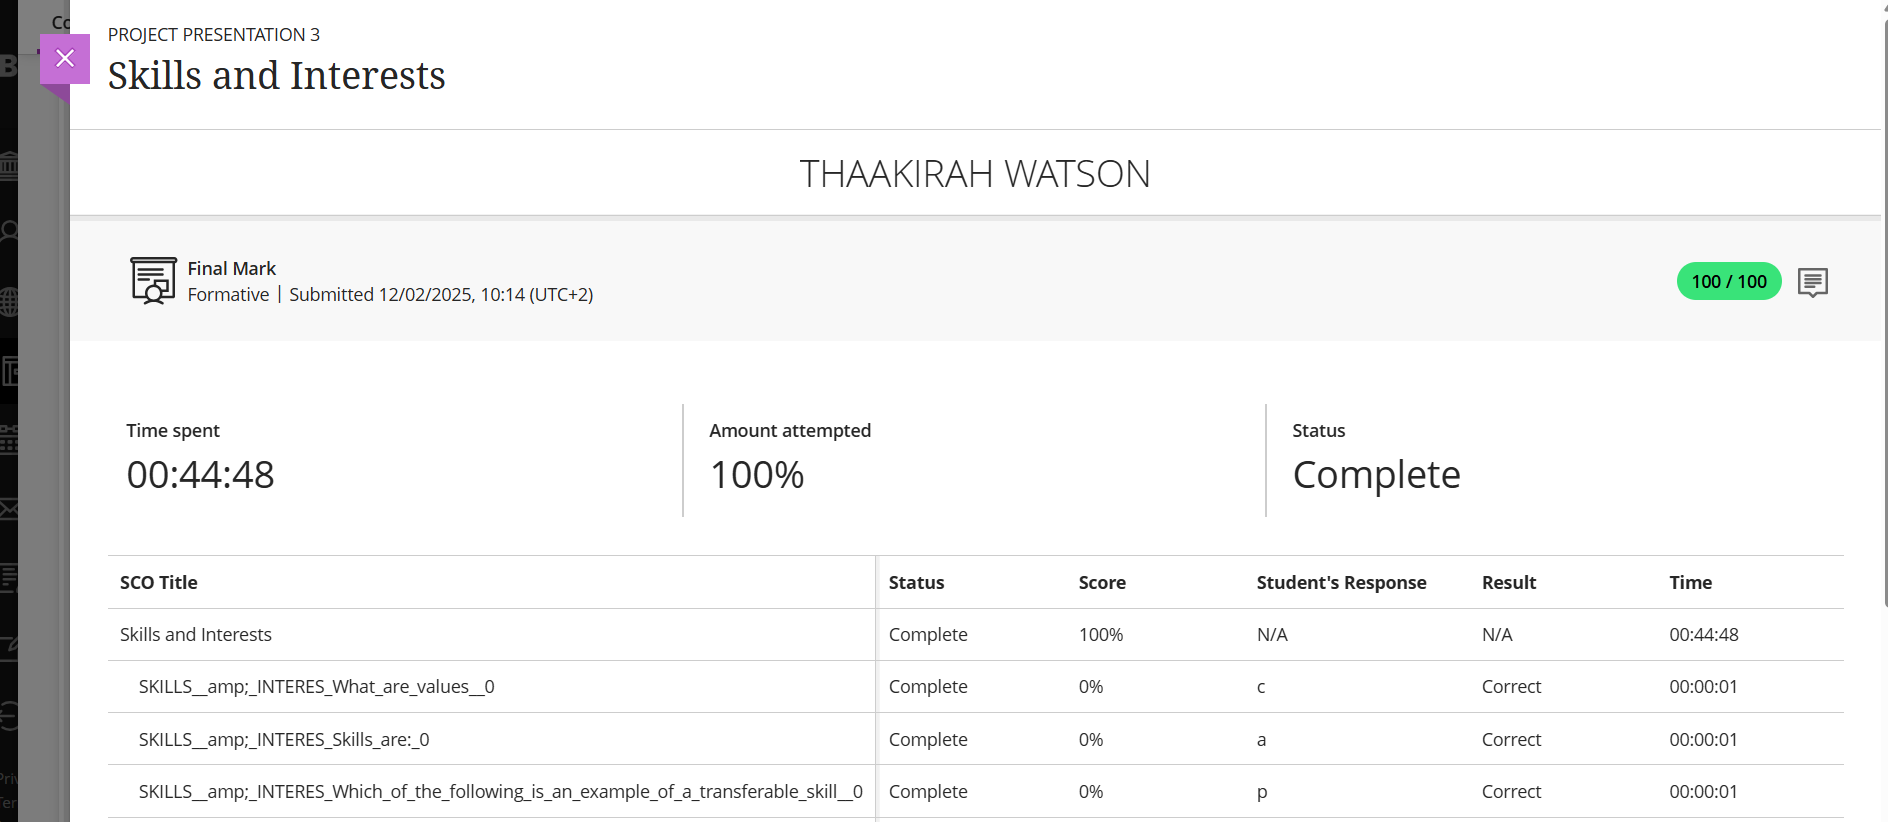 Co
PROJECT PRESENTATION 3
Skills and Interests
THAAKIRAH WATSON
Final Mark
Formative | Submitted 12/02/2025, 10:14 (UTC+2)
100 / 100
Time spent
00:44:48
Amount attempted
100%
Status
Complete
SCO Title Status Score Student's Response Result Time
Skills and Interests Complete 100% N/A N/A 00:44:48
SKILLS__amp;_INTERES_What_are_values__0 Complete 0% c Correct 00:00:01
SKILLS__amp;_INTERES_Skills_are:_0 Complete 0% a Correct 00:00:01
SKILLS__amp;_INTERES_Which_of_the_following_is_an_example_of_a_transferable_skill__0 Complete 0% p Correct 00:00:01
Priv
Ter